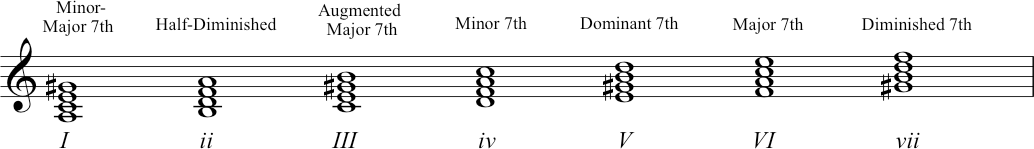 Minor-
Major 7th
Half-Diminished
Augmented
Major 7th
Minor 7th
Dominant 7th
Major 7th
Diminished 7th
I ii III iv V VI vii